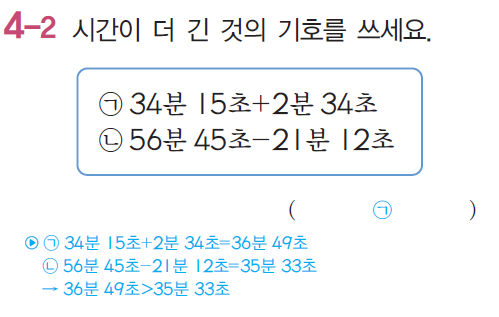 4-2 시간이 더 긴 것의 기호를 쓰세요.
㉠ 34분 15초+2분 34초
㉡ 56분 45초-21분 12초
( ㉠ )
▶ ㉠ 34분 15초+2분 34초=36분 49초
㉡ 56분 45초-21분 12초=35분 33초
→ 36분 49초>35분 33초